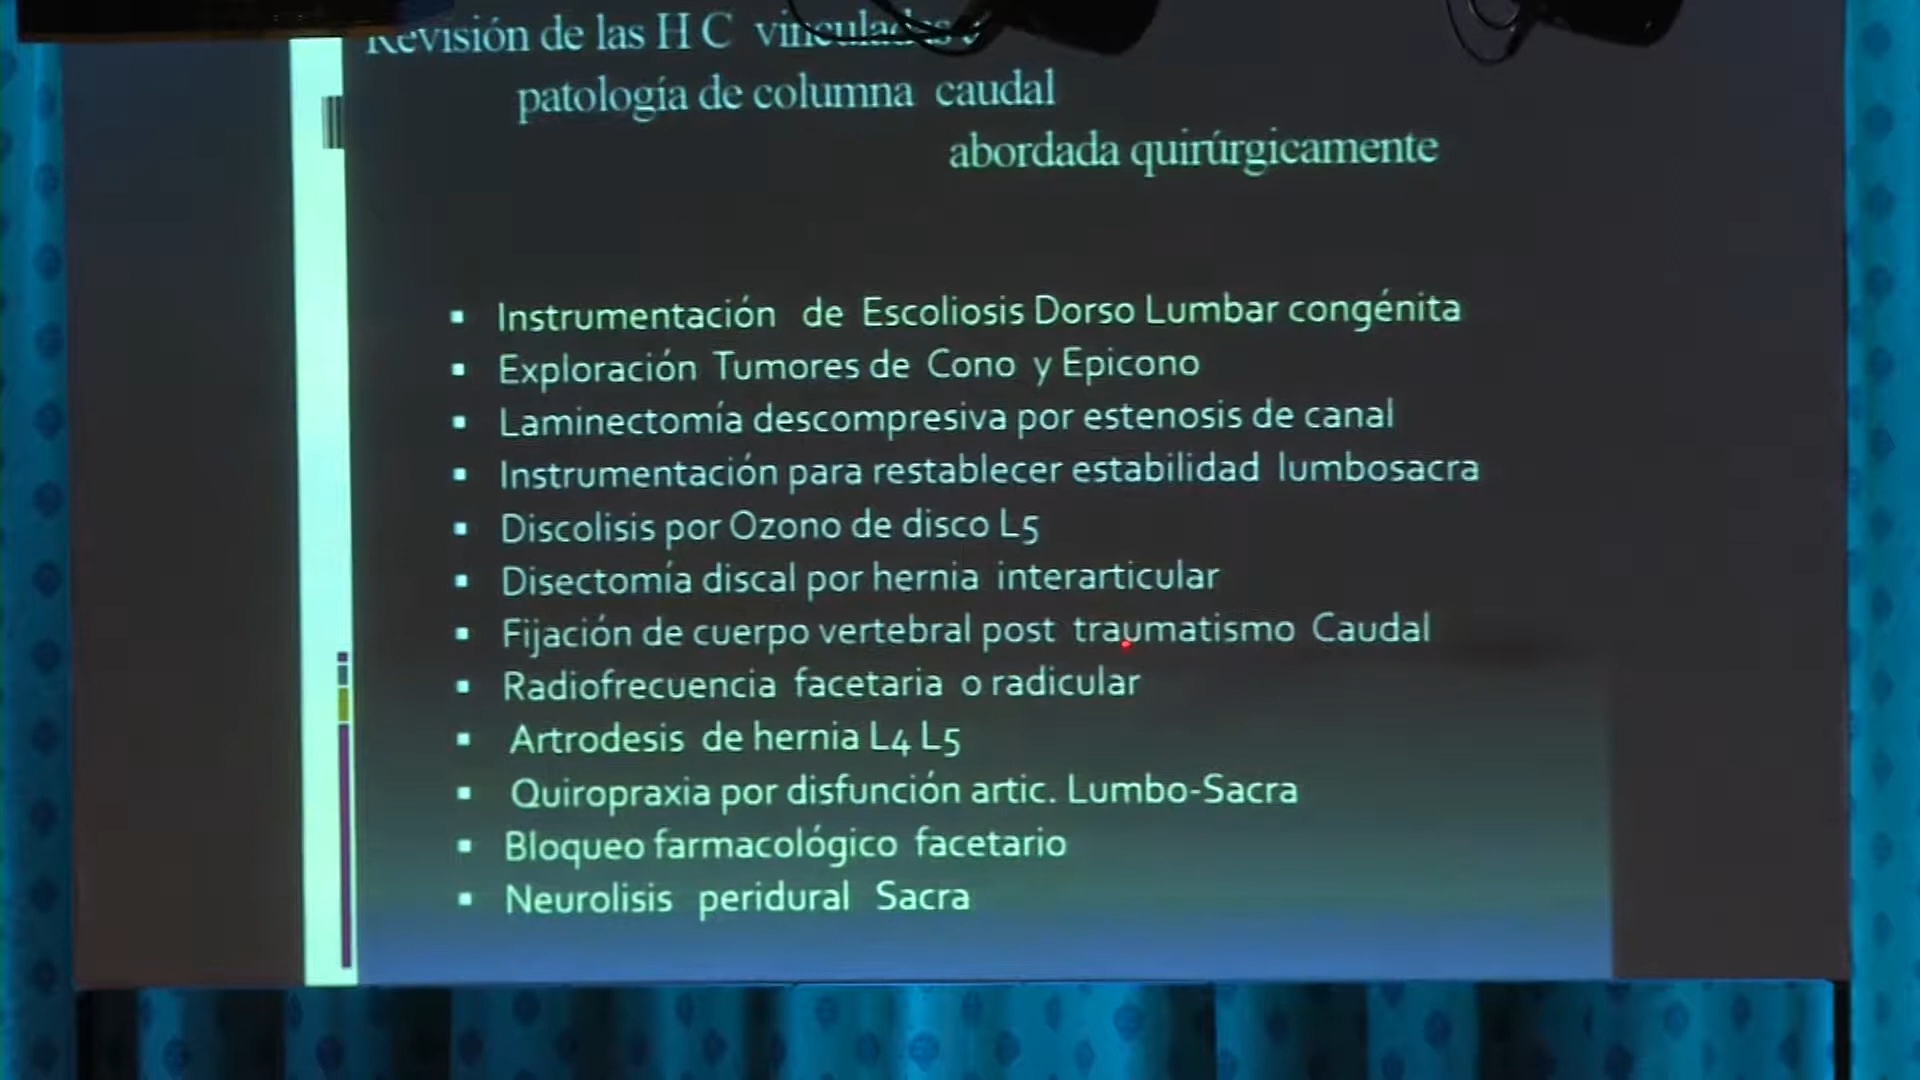 Revisión de las H C vinculadas
patología de columna caudal
abordada quirúrgicamente
▪ Instrumentación de Escoliosis Dorso Lumbar congénita
▪ Exploración Tumores de Cono y Epicono
▪ Laminectomía descompresiva por estenosis de canal
▪ Instrumentación para restablecer estabilidad lumbosacra
▪ Discolisis por Ozono de disco L5
▪ Disectomía discal por hernia interarticular
▪ Fijación de cuerpo vertebral post traumatismo Caudal
▪ Radiofrecuencia facetaria o radicular
▪ Artrodesis de hernia L4 L5
▪ Quiropraxia por disfunción artic. Lumbo-Sacra
▪ Bloqueo farmacológico facetario
▪ Neurolisis peridural Sacra